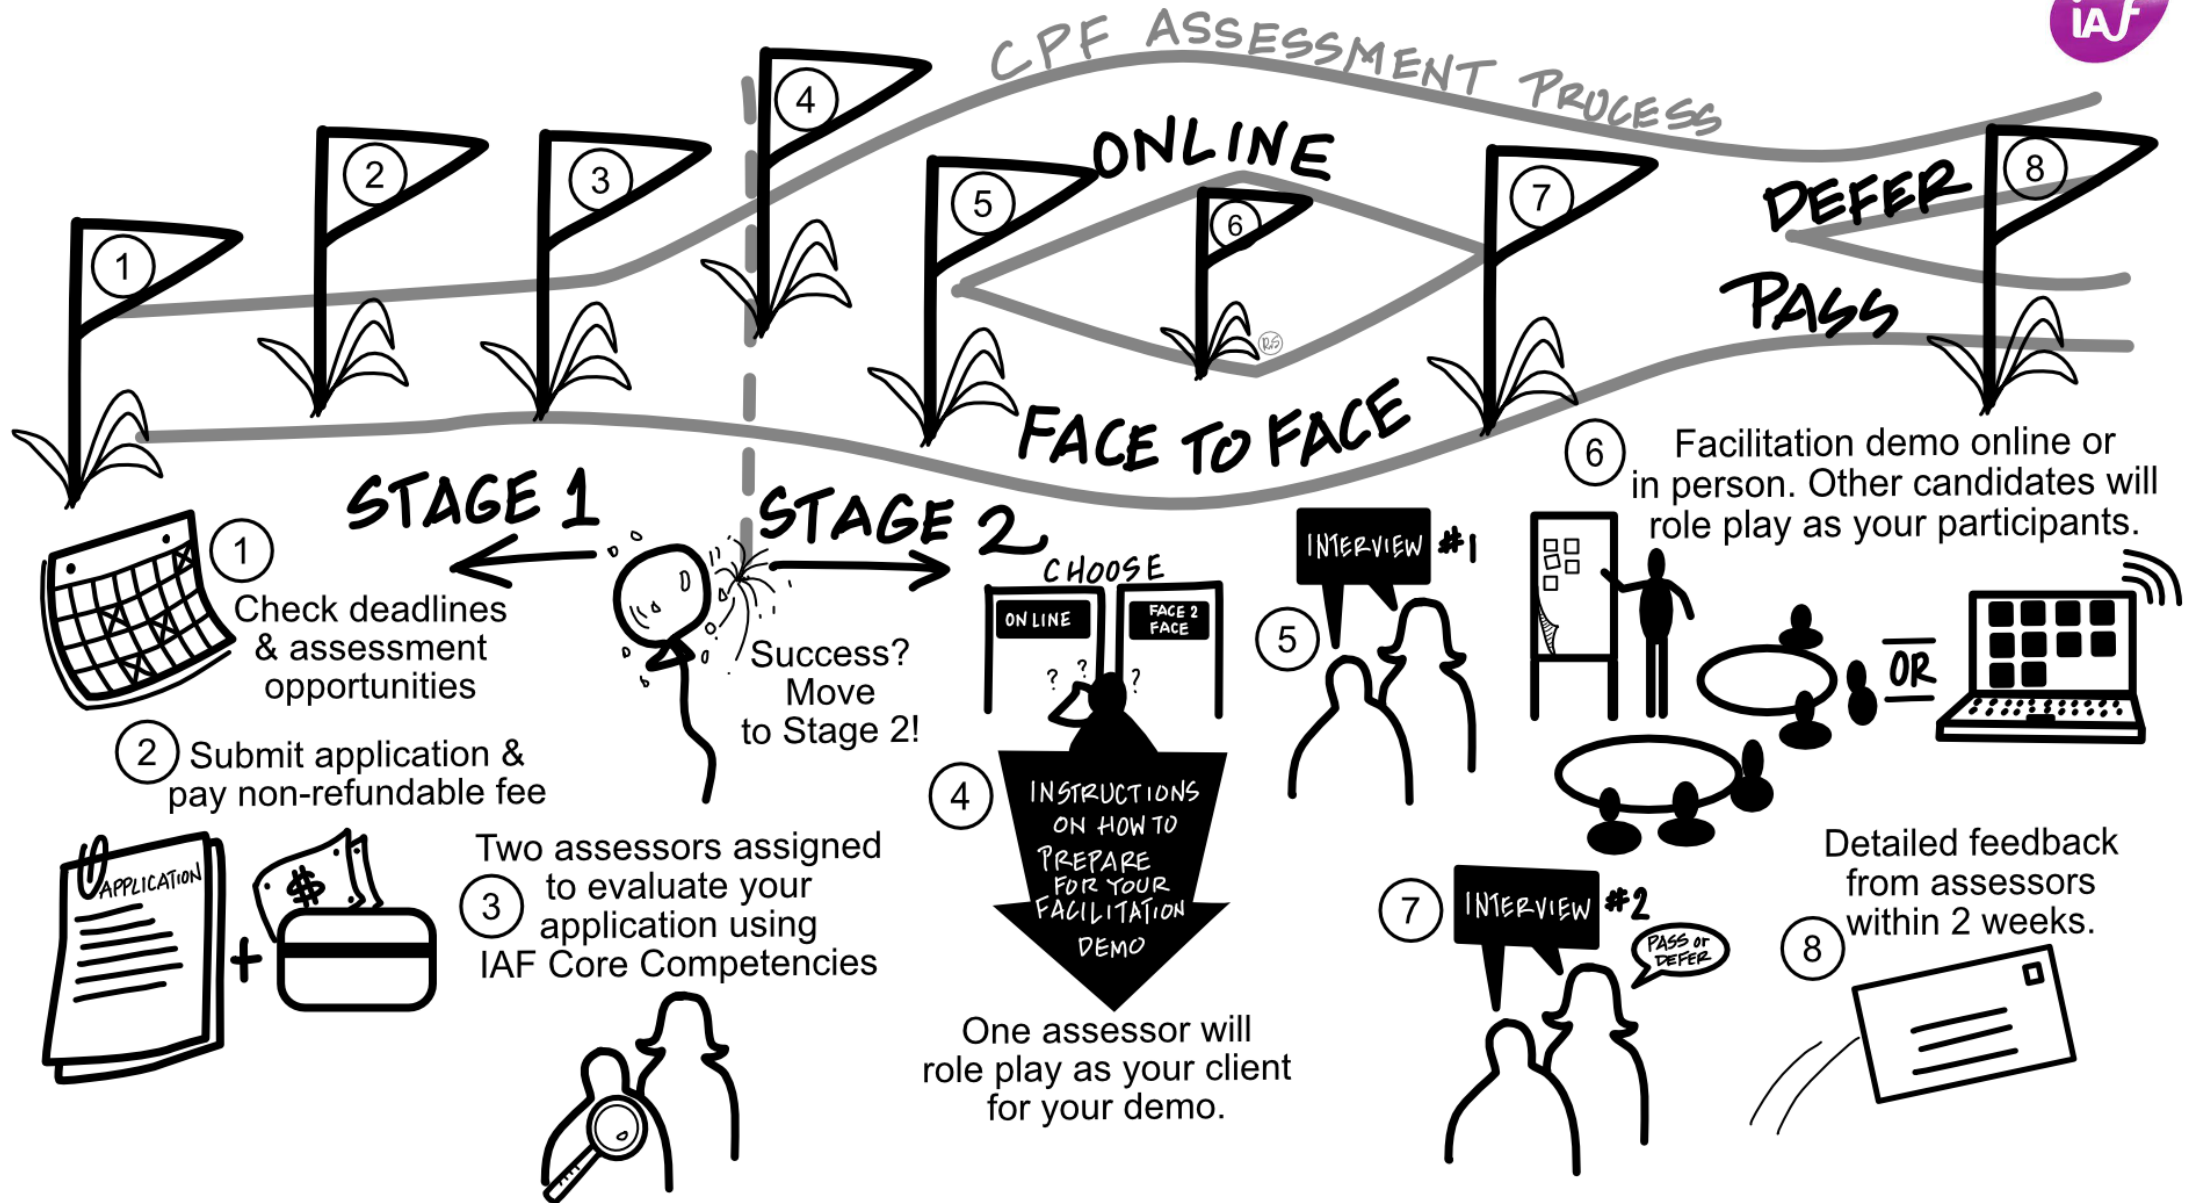 iAF
CPF ASSESSMENT PROCESS
1
2
3
4
5
6
7
8
ONLINE
FACE TO FACE
DEFER
PASS
RS
STAGE 1
STAGE 2
1
Check deadlines
& assessment
opportunities
2
Submit application &
pay non-refundable fee
APPLICATION
$
+
3
Two assessors assigned
to evaluate your
application using
IAF Core Competencies
Success?
Move
to Stage 2!
CHOOSE
ONLINE
FACE 2
FACE
? ? ?
4
INSTRUCTIONS
ON HOW TO
PREPARE
FOR YOUR
FACILITATION
DEMO
One assessor will
role play as your client
for your demo.
5
INTERVIEW #1
6
Facilitation demo online or
in person. Other candidates will
role play as your participants.
OR
7
INTERVIEW #2
PASS or
DEFER
8
Detailed feedback
from assessors
within 2 weeks.